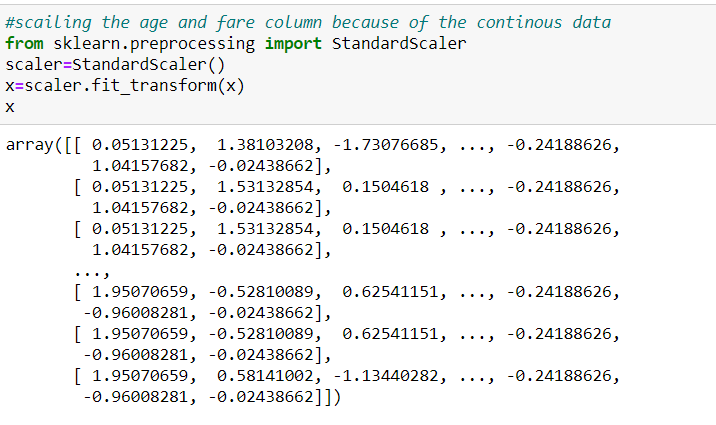 #scailing the age and fare column because of the continous data
from sklearn.preprocessing import StandardScaler
scaler=StandardScaler()
x=scaler.fit_transform(x)
x
array([[ 0.05131225,  1.38103208, -1.73076685, ..., -0.24188626,
         1.04157682, -0.02438662],
       [ 0.05131225,  1.53132854,  0.1504618 , ..., -0.24188626,
         1.04157682, -0.02438662],
       [ 0.05131225,  1.53132854,  0.1504618 , ..., -0.24188626,
         1.04157682, -0.02438662],
       ...,
       [ 1.95070659, -0.52810089,  0.62541151, ..., -0.24188626,
        -0.96008281, -0.02438662],
       [ 1.95070659, -0.52810089,  0.62541151, ..., -0.24188626,
        -0.96008281, -0.02438662],
       [ 1.95070659,  0.58141002, -1.13440282, ..., -0.24188626,
        -0.96008281, -0.02438662]])